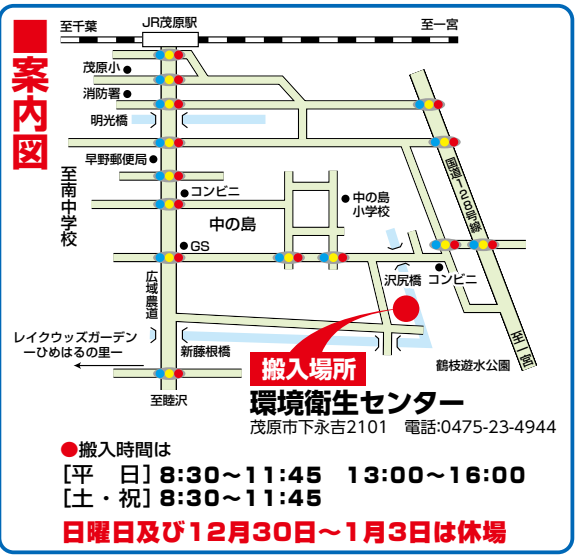 ■案内図
至千葉
JR茂原駅
至一宮
茂原小
消防署
明光橋
早野郵便局
至南中学校
コンビニ
中の島
中の島
小学校
国道128号線
GS
広域農道
沢尻橋
コンビニ
レイクウッズガーデン
ーひめはるの里ー
新藤根橋
至一宮
鶴枝遊水公園
至睦沢
搬入場所
環境衛生センター
茂原市下永吉2101 電話:0475-23-4944
●搬入時間は
[平 日] 8:30～11:45 13:00～16:00
[土・祝] 8:30～11:45
日曜日及び12月30日～1月3日は休場